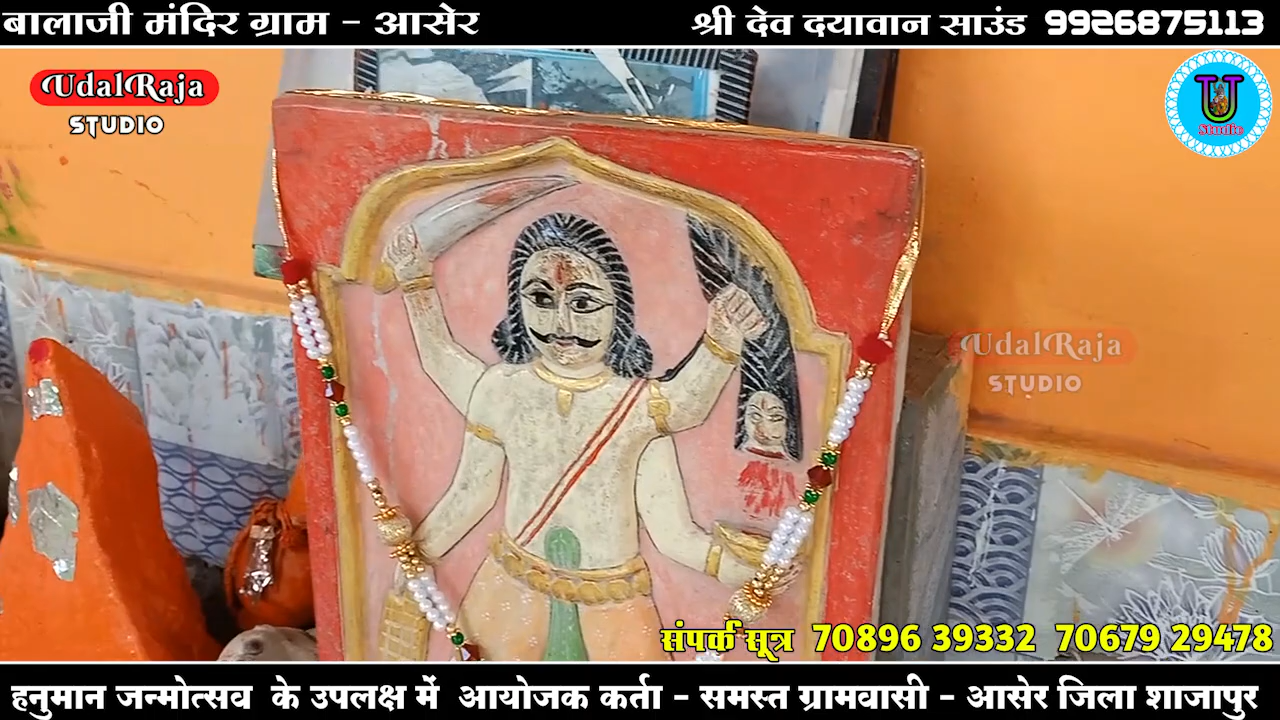 बालाजी मंदिर ग्राम - आसेर
श्री देव दयावान साउंड 9926875113
UdalRaja
STUDIO
U
Studio
UdalRaja
STUDIO
संपर्क सूत्र 70896 39332 70679 29478
हनुमान जन्मोत्सव के उपलक्ष में आयोजक कर्ता - समस्त ग्रामवासी - आसेर जिला शाजापुर